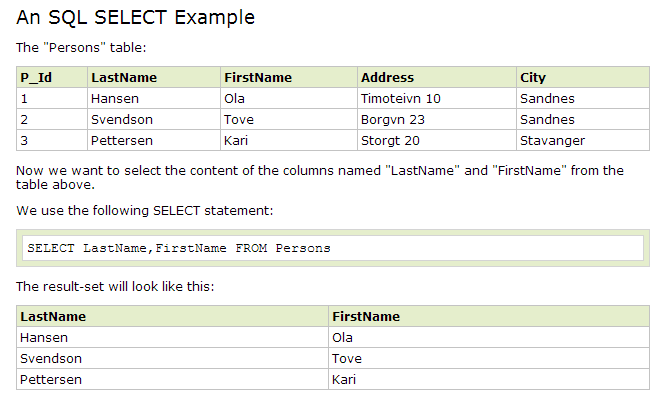 An SQL SELECT Example
The "Persons" table:
P_Id LastName FirstName Address City
1 Hansen Ola Timoteivn 10 Sandnes
2 Svendson Tove Borgvn 23 Sandnes
3 Pettersen Kari Storgt 20 Stavanger
Now we want to select the content of the columns named "LastName" and "FirstName" from the
table above.
We use the following SELECT statement:
SELECT LastName,FirstName FROM Persons
The result-set will look like this:
LastName FirstName
Hansen Ola
Svendson Tove
Pettersen Kari